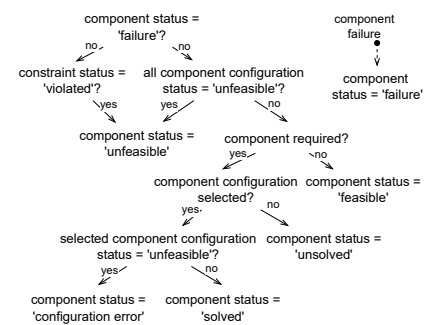 component status =
'failure'?
component
failure
no
no
constraint status =
'violated'?
all component configuration
status = 'unfeasible'?
component
status = 'failure'
yes
yes
no
component status =
'unfeasible'
component required?
yes
no
component configuration
selected?
component status =
'feasible'
yes
no
selected component configuration
status = 'unfeasible'?
component status =
'unsolved'
yes
no
component status =
'configuration error'
component status =
'solved'